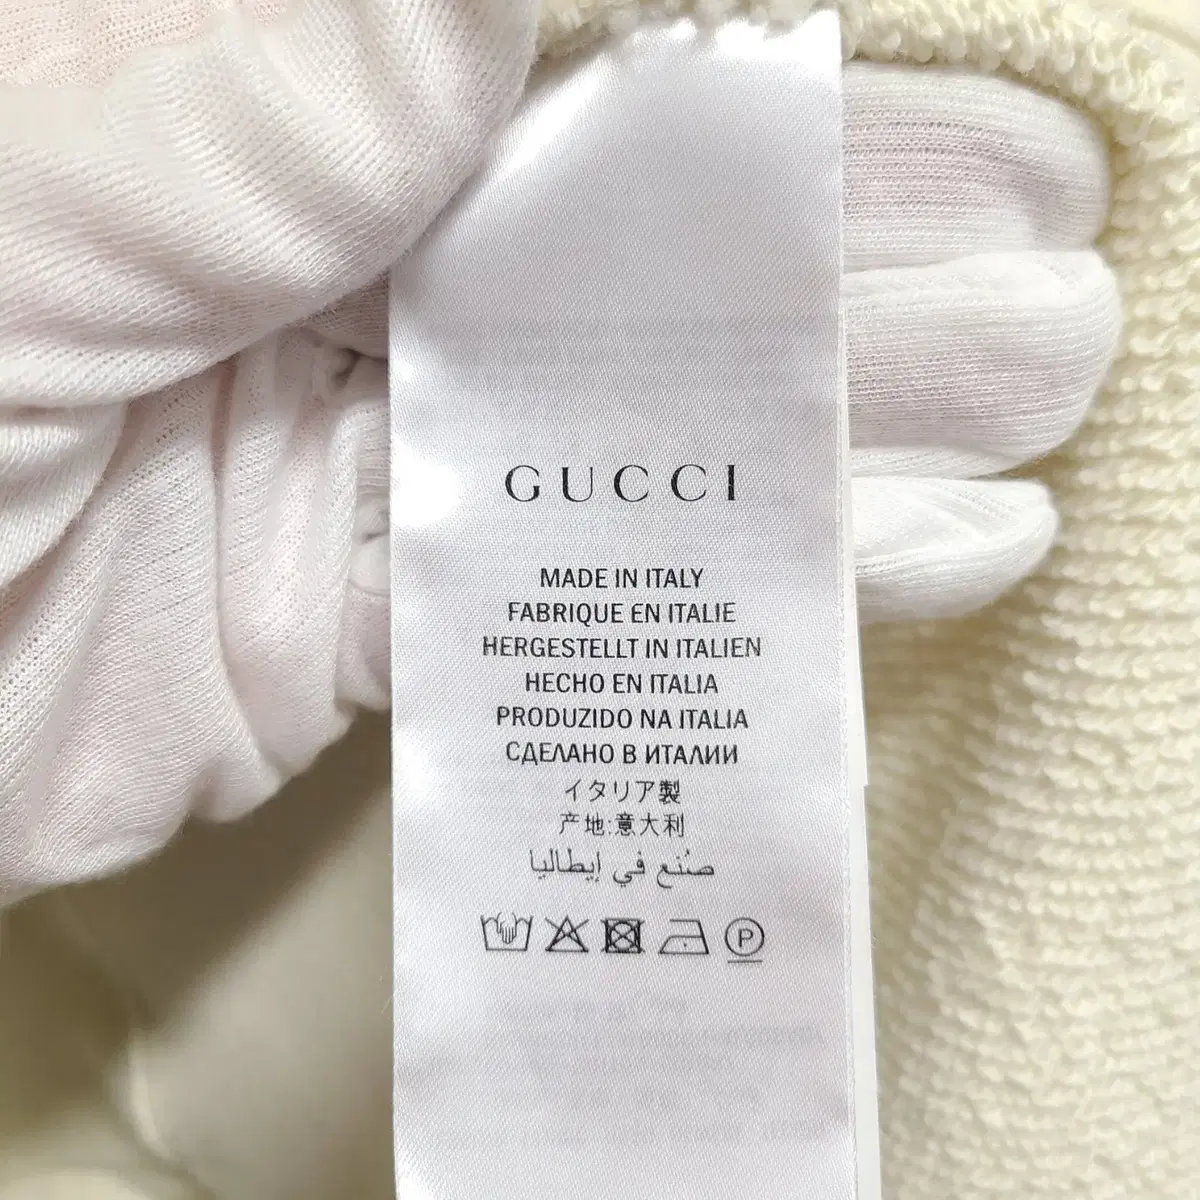 GUCCI
MADE IN ITALY
FABRIQUE EN ITALIE
HERGESTELLT IN ITALIEN
HECHO EN ITALIA
PRODUZIDO NA ITALIA
СДЕЛАНО В ИТАЛИИ
イタリア製
产地:意大利
صُنع في إيطاليا
P